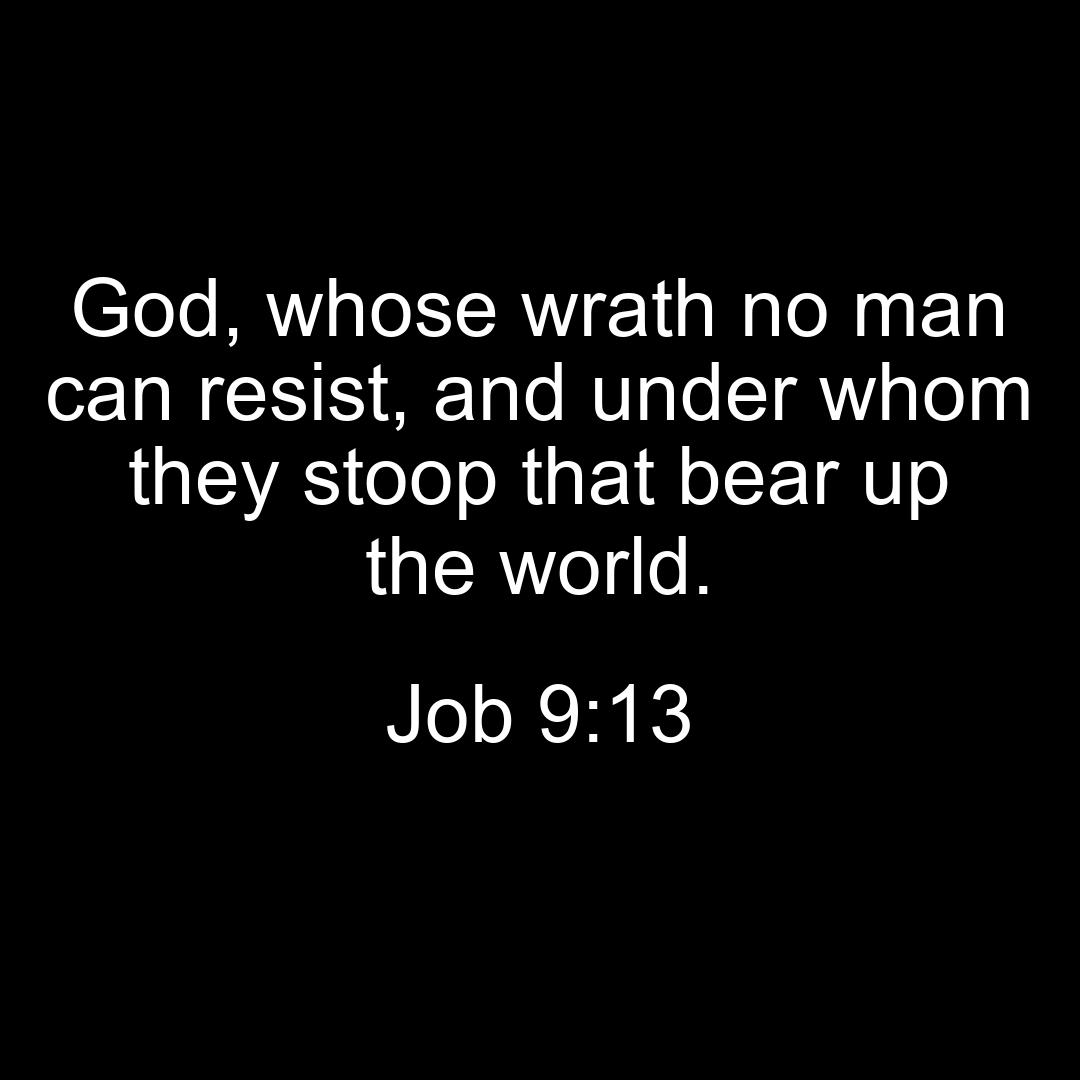 God, whose wrath no man
can resist, and under whom
they stoop that bear up
the world.
Job 9:13